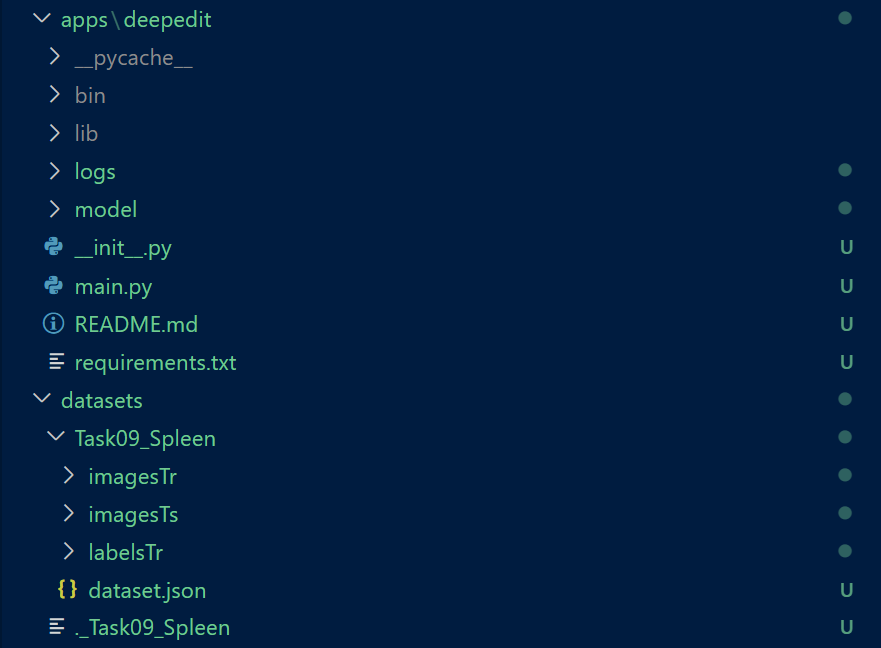 apps\deepedit
__pycache__
bin
lib
logs
model
__init__.py U
main.py U
README.md U
requirements.txt U
datasets
Task09_Spleen
imagesTr
imagesTs
labelsTr
{} dataset.json U
._Task09_Spleen U